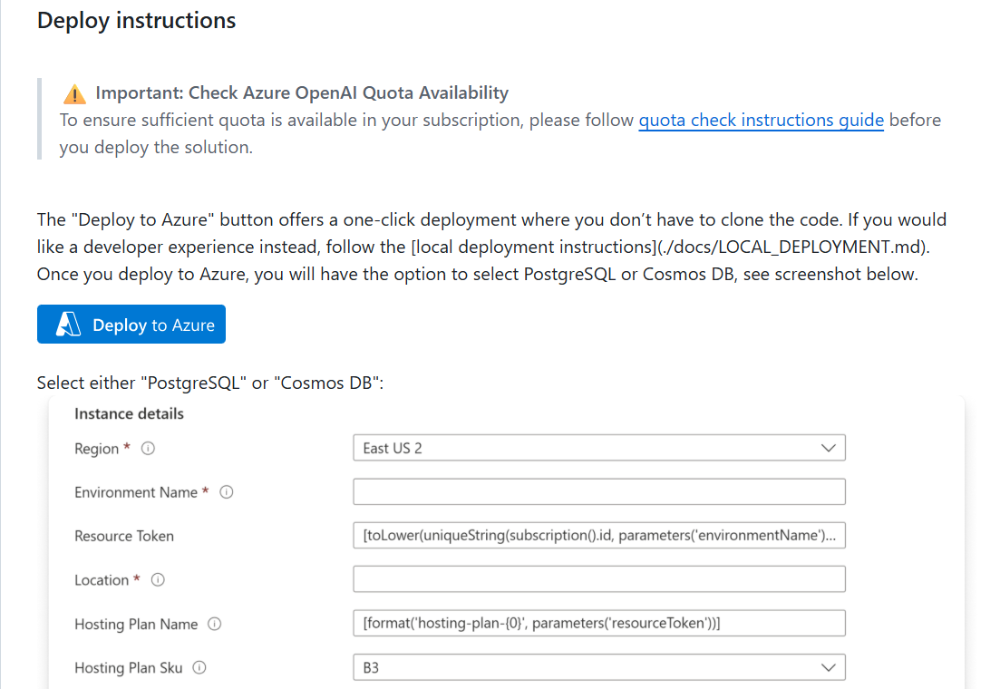 Deploy instructions
Important: Check Azure OpenAI Quota Availability
To ensure sufficient quota is available in your subscription, please follow quota check instructions guide before
you deploy the solution.
The "Deploy to Azure" button offers a one-click deployment where you don’t have to clone the code. If you would
like a developer experience instead, follow the [local deployment instructions](./docs/LOCAL_DEPLOYMENT.md).
Once you deploy to Azure, you will have the option to select PostgreSQL or Cosmos DB, see screenshot below.
Deploy to Azure
Select either "PostgreSQL" or "Cosmos DB":
Instance details
Region * East US 2
Environment Name *
Resource Token [toLower(uniqueString(subscription().id, parameters('environmentName')...
Location *
Hosting Plan Name [format('hosting-plan-{0}', parameters('resourceToken'))]
Hosting Plan Sku B3